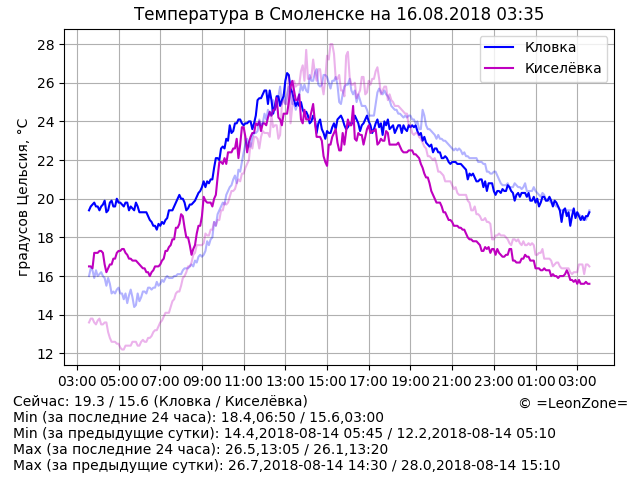 Температура в Смоленске на 16.08.2018 03:35
градусов Цельсия, °C
28
26
24
22
20
18
16
14
12
Кловка
Киселёвка
03:00 05:00 07:00 09:00 11:00 13:00 15:00 17:00 19:00 21:00 23:00 01:00 03:00
Сейчас: 19.3 / 15.6 (Кловка / Киселёвка)
© =LeonZone=
Min (за последние 24 часа): 18.4,06:50 / 15.6,03:00
Min (за предыдущие сутки): 14.4,2018-08-14 05:45 / 12.2,2018-08-14 05:10
Max (за последние 24 часа): 26.5,13:05 / 26.1,13:20
Max (за предыдущие сутки): 26.7,2018-08-14 14:30 / 28.0,2018-08-14 15:10